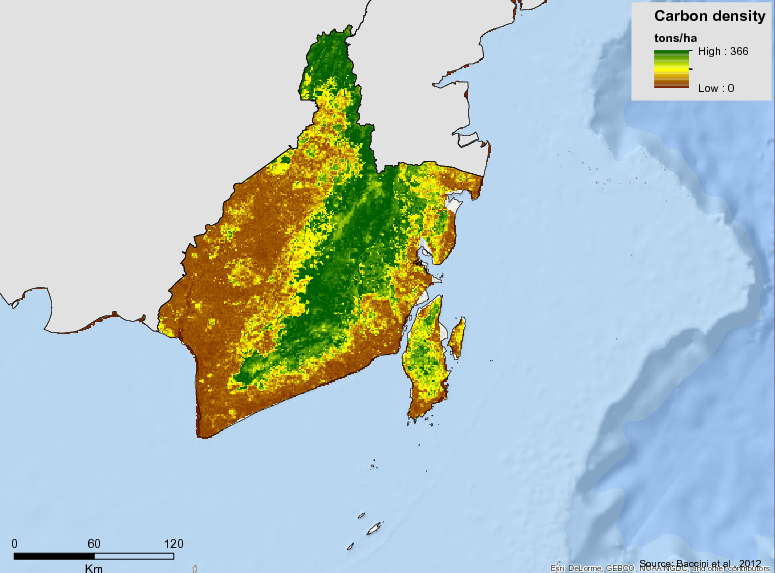 Carbon density
tons/ha
High : 366
Low : 0
0 60 120
Km
Source: Baccini et al., 2012
Esri, DeLorme, GEBCO, NOAA NGDC, and other contributors